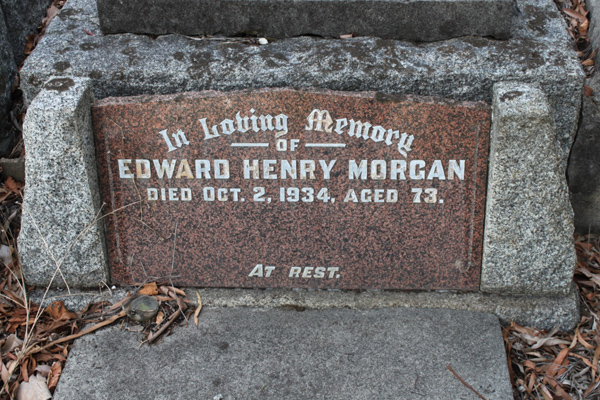 In Loving Memory
OF
EDWARD HENRY MORGAN
DIED OCT. 2, 1934, AGED 73.
AT REST.